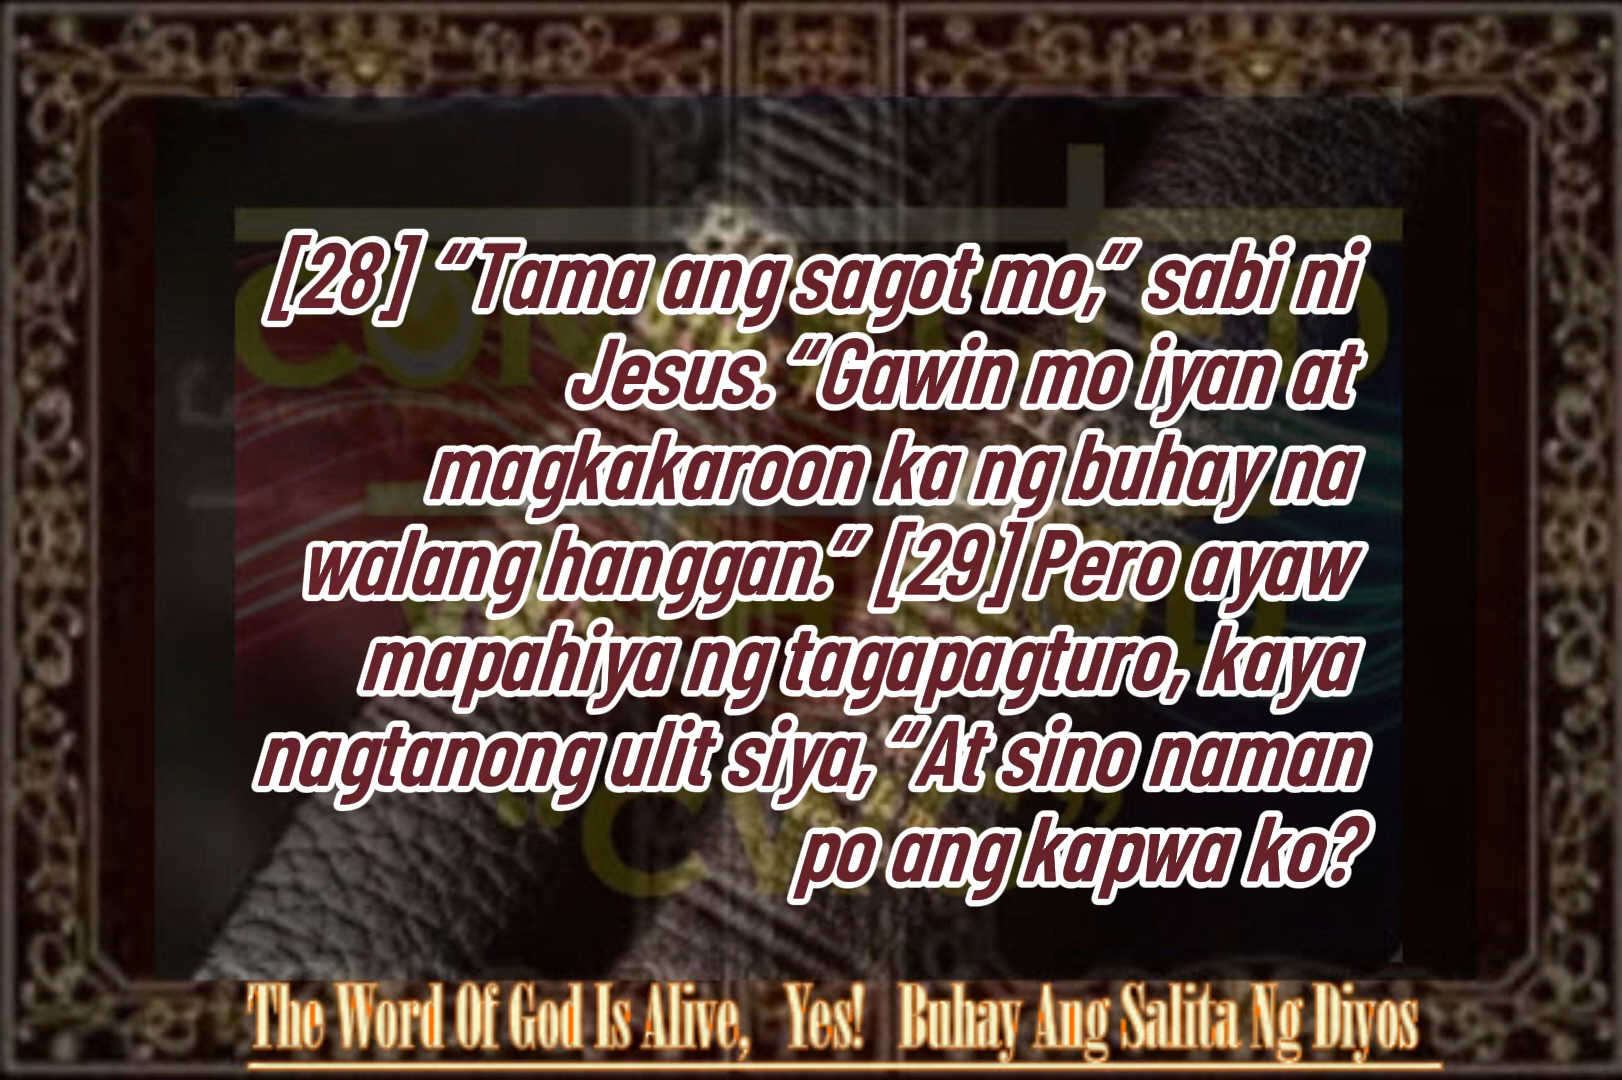 [28] “Tama ang sagot mo,” sabi ni
Jesus. “Gawin mo iyan at
magkakaroon ka ng buhay na
walang hanggan.” [29] Pero ayaw
mapahiya ng tagapagturo, kaya
nagtanong ulit siya, “At sino naman
po ang kapwa ko?
The Word Of God Is Alive, Yes! Buhay Ang Salita Ng Diyos